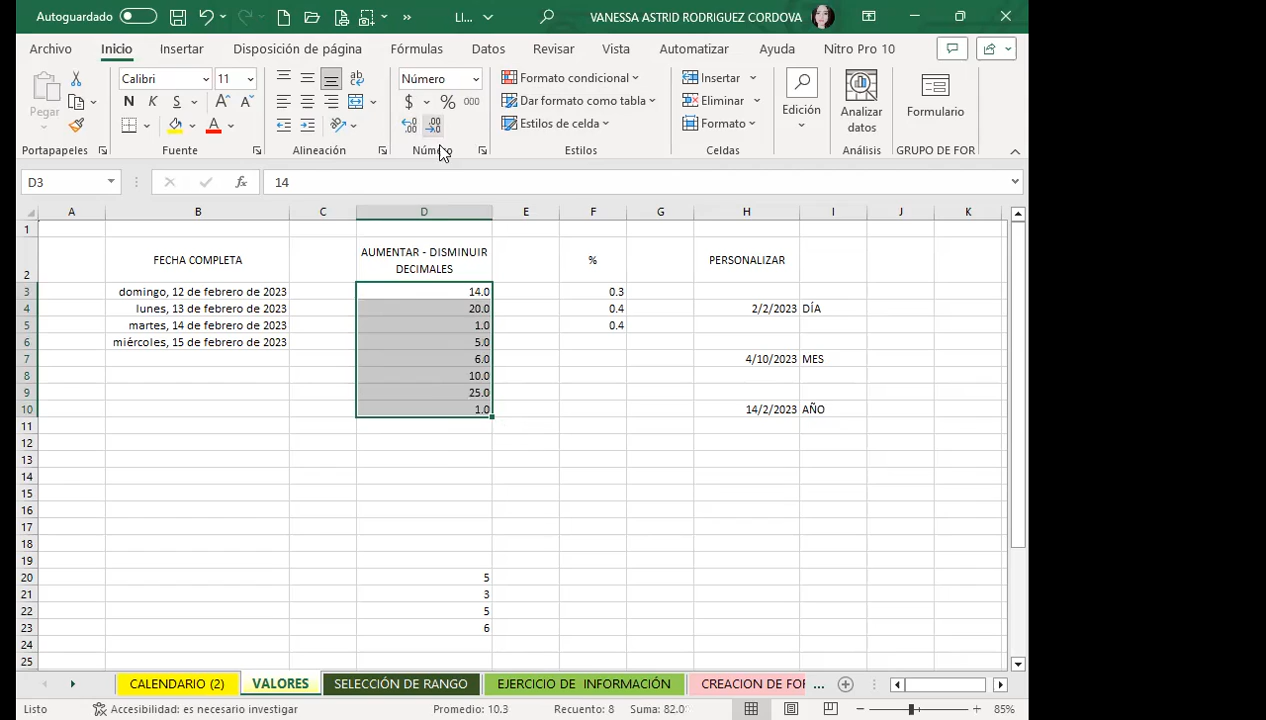 Autoguardado
LI...
VANESSA ASTRID RODRIGUEZ CORDOVA
Archivo Inicio Insertar Disposición de página Fórmulas Datos Revisar Vista Automatizar Ayuda Nitro Pro 10
Calibri 11 Número
Formato condicional Insertar
Pegar
N K S $ % 000
Dar formato como tabla Eliminar Edición Analizar datos Formulario
Estilos de celda Formato
Portapapeles Fuente Alineación Número Estilos Celdas Análisis GRUPO DE FOR
D3 fx 14
A B C D E F G H I J K
1
2 FECHA COMPLETA AUMENTAR - DISMINUIR DECIMALES % PERSONALIZAR
3 domingo, 12 de febrero de 2023 14.0 0.3
4 lunes, 13 de febrero de 2023 20.0 0.4 2/2/2023 DÍA
5 martes, 14 de febrero de 2023 1.0 0.4
6 miércoles, 15 de febrero de 2023 5.0
7 6.0 4/10/2023 MES
8 10.0
9 25.0
10 1.0 14/2/2023 AÑO
11
12
13
14
15
16
17
18
19
20 5
21 3
22 5
23 6
24
25
CALENDARIO (2) VALORES SELECCIÓN DE RANGO EJERCICIO DE INFORMACIÓN CREACION DE FOR ...
Listo Accesibilidad: es necesario investigar Promedio: 10.3 Recuento: 8 Suma: 82.0 85%